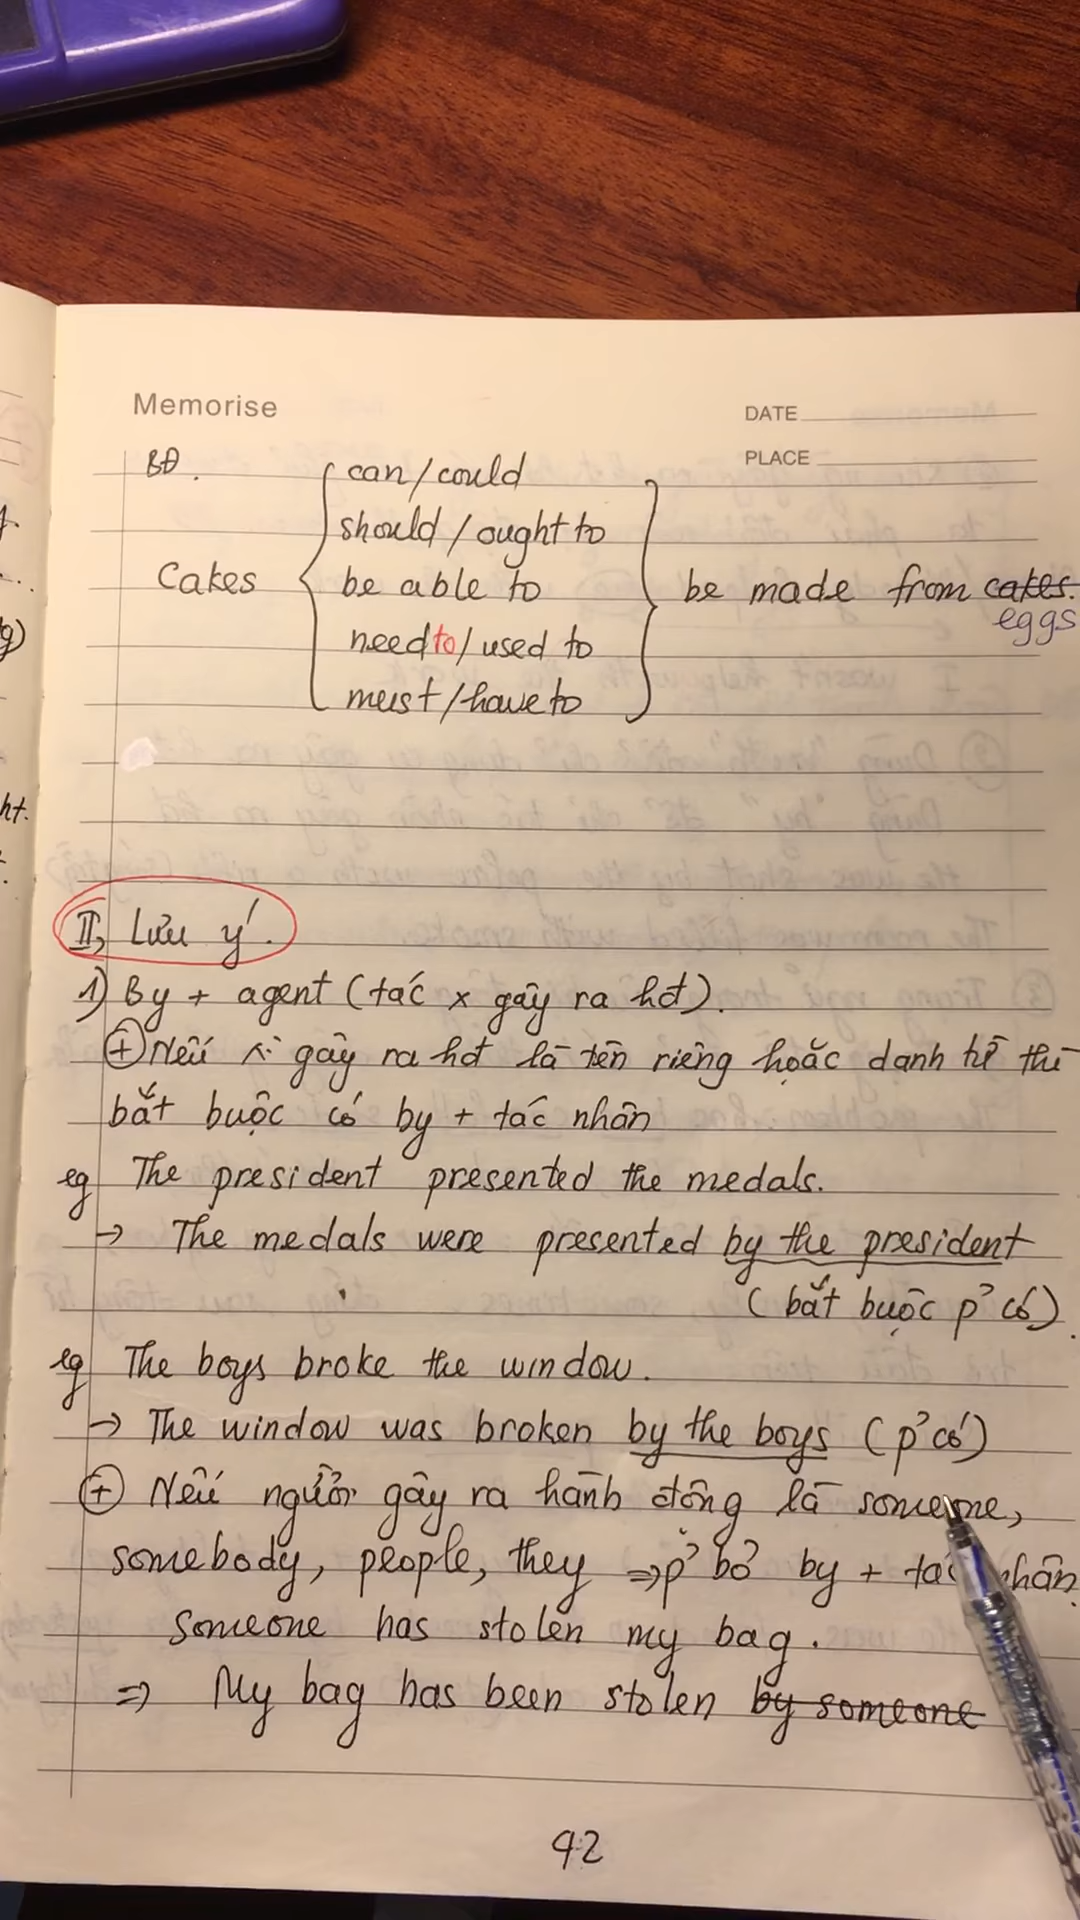 Memorise
DATE
PLACE
BĐ.
can/could
should/ought to
Cakes
be able to
be made from cakes.
eggs
need to/used to
must/have to
II, Lưu ý.
1) By + agent (tác x gây ra hđ).
+ Nếu x gây ra hđ là tên riêng hoặc danh từ thì
bắt buộc có by + tác nhân
eg The president presented the medals.
→ The medals were presented by the president
(bắt buộc p² có).
eg The boys broke the window.
→ The window was broken by the boys (p² có)
+ Nếu người gây ra hành động là someone,
somebody, people, they ⇒ p² bỏ by + tác nhân.
Someone has stolen my bag.
⇒ My bag has been stolen by someone
42